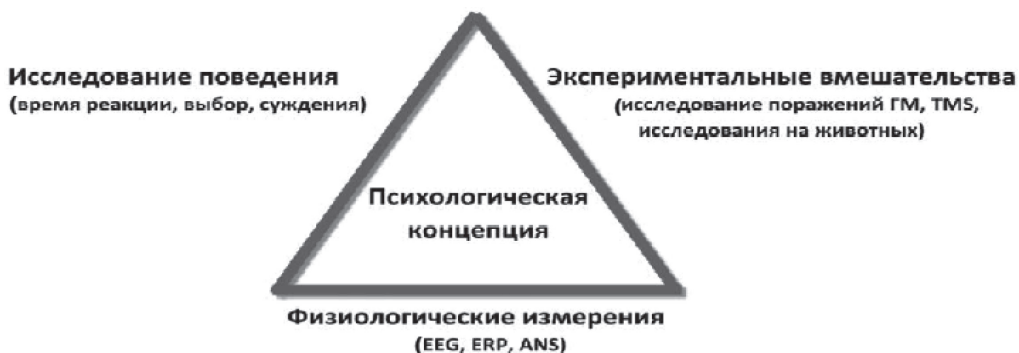 Исследование поведения
(время реакции, выбор, суждения)
Экспериментальные вмешательства
(исследование поражений ГМ, TMS,
исследования на животных)
Психологическая
концепция
Физиологические измерения
(EEG, ERP, ANS)